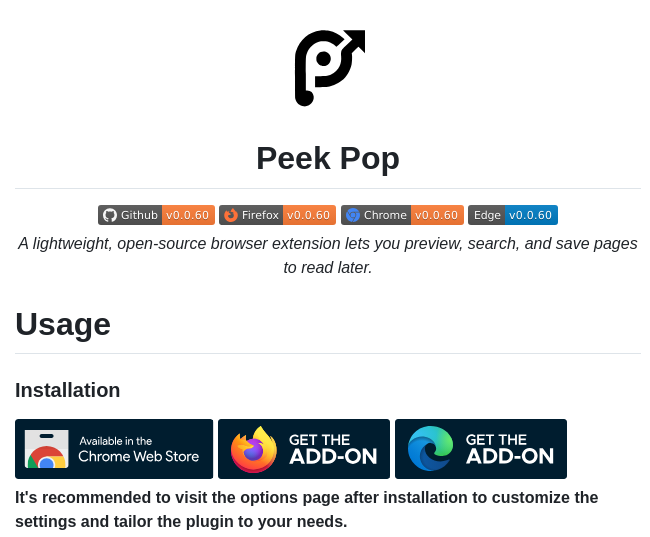 Peek Pop
Github v0.0.60 Firefox v0.0.60 Chrome v0.0.60 Edge v0.0.60
A lightweight, open-source browser extension lets you preview, search, and save pages
to read later.
Usage
Installation
Available in the
Chrome Web Store
GET THE
ADD-ON
GET THE
ADD-ON
It's recommended to visit the options page after installation to customize the
settings and tailor the plugin to your needs.